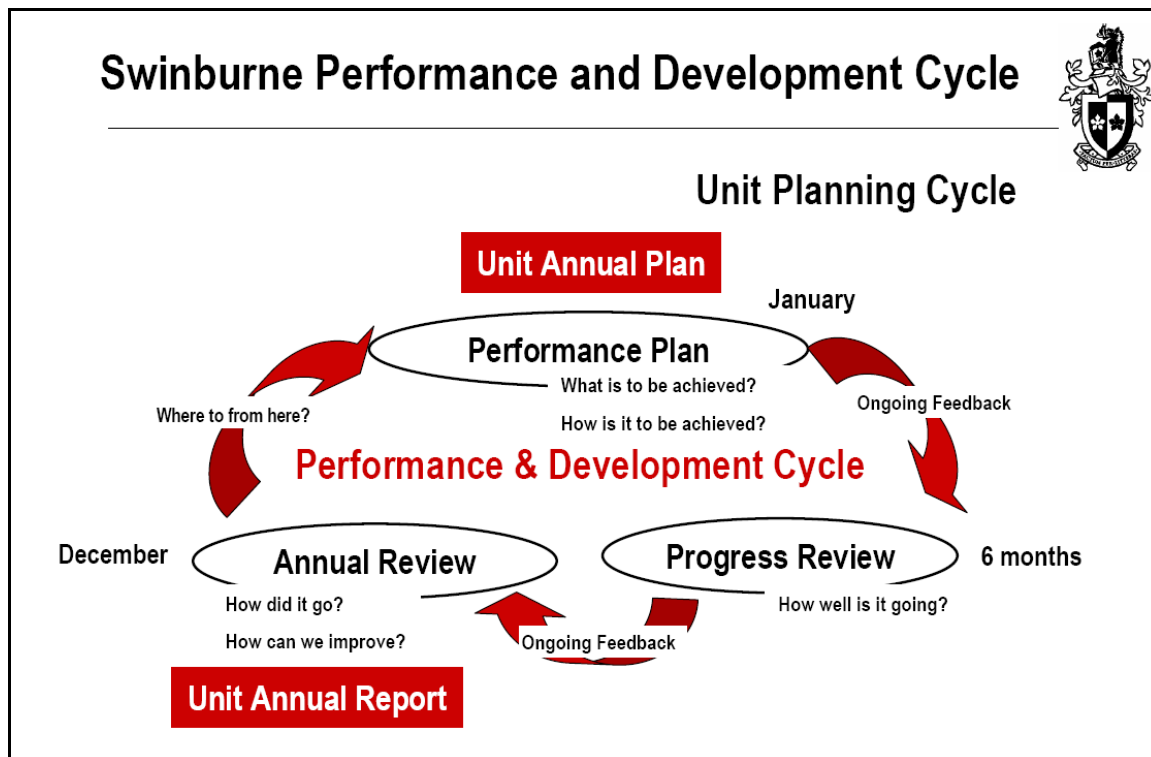 Swinburne Performance and Development Cycle
Unit Planning Cycle
Unit Annual Plan
January
Performance Plan
What is to be achieved?
How is it to be achieved?
Where to from here?
Ongoing Feedback
Performance & Development Cycle
December
Annual Review
Progress Review
6 months
How did it go?
How can we improve?
How well is it going?
Ongoing Feedback
Unit Annual Report